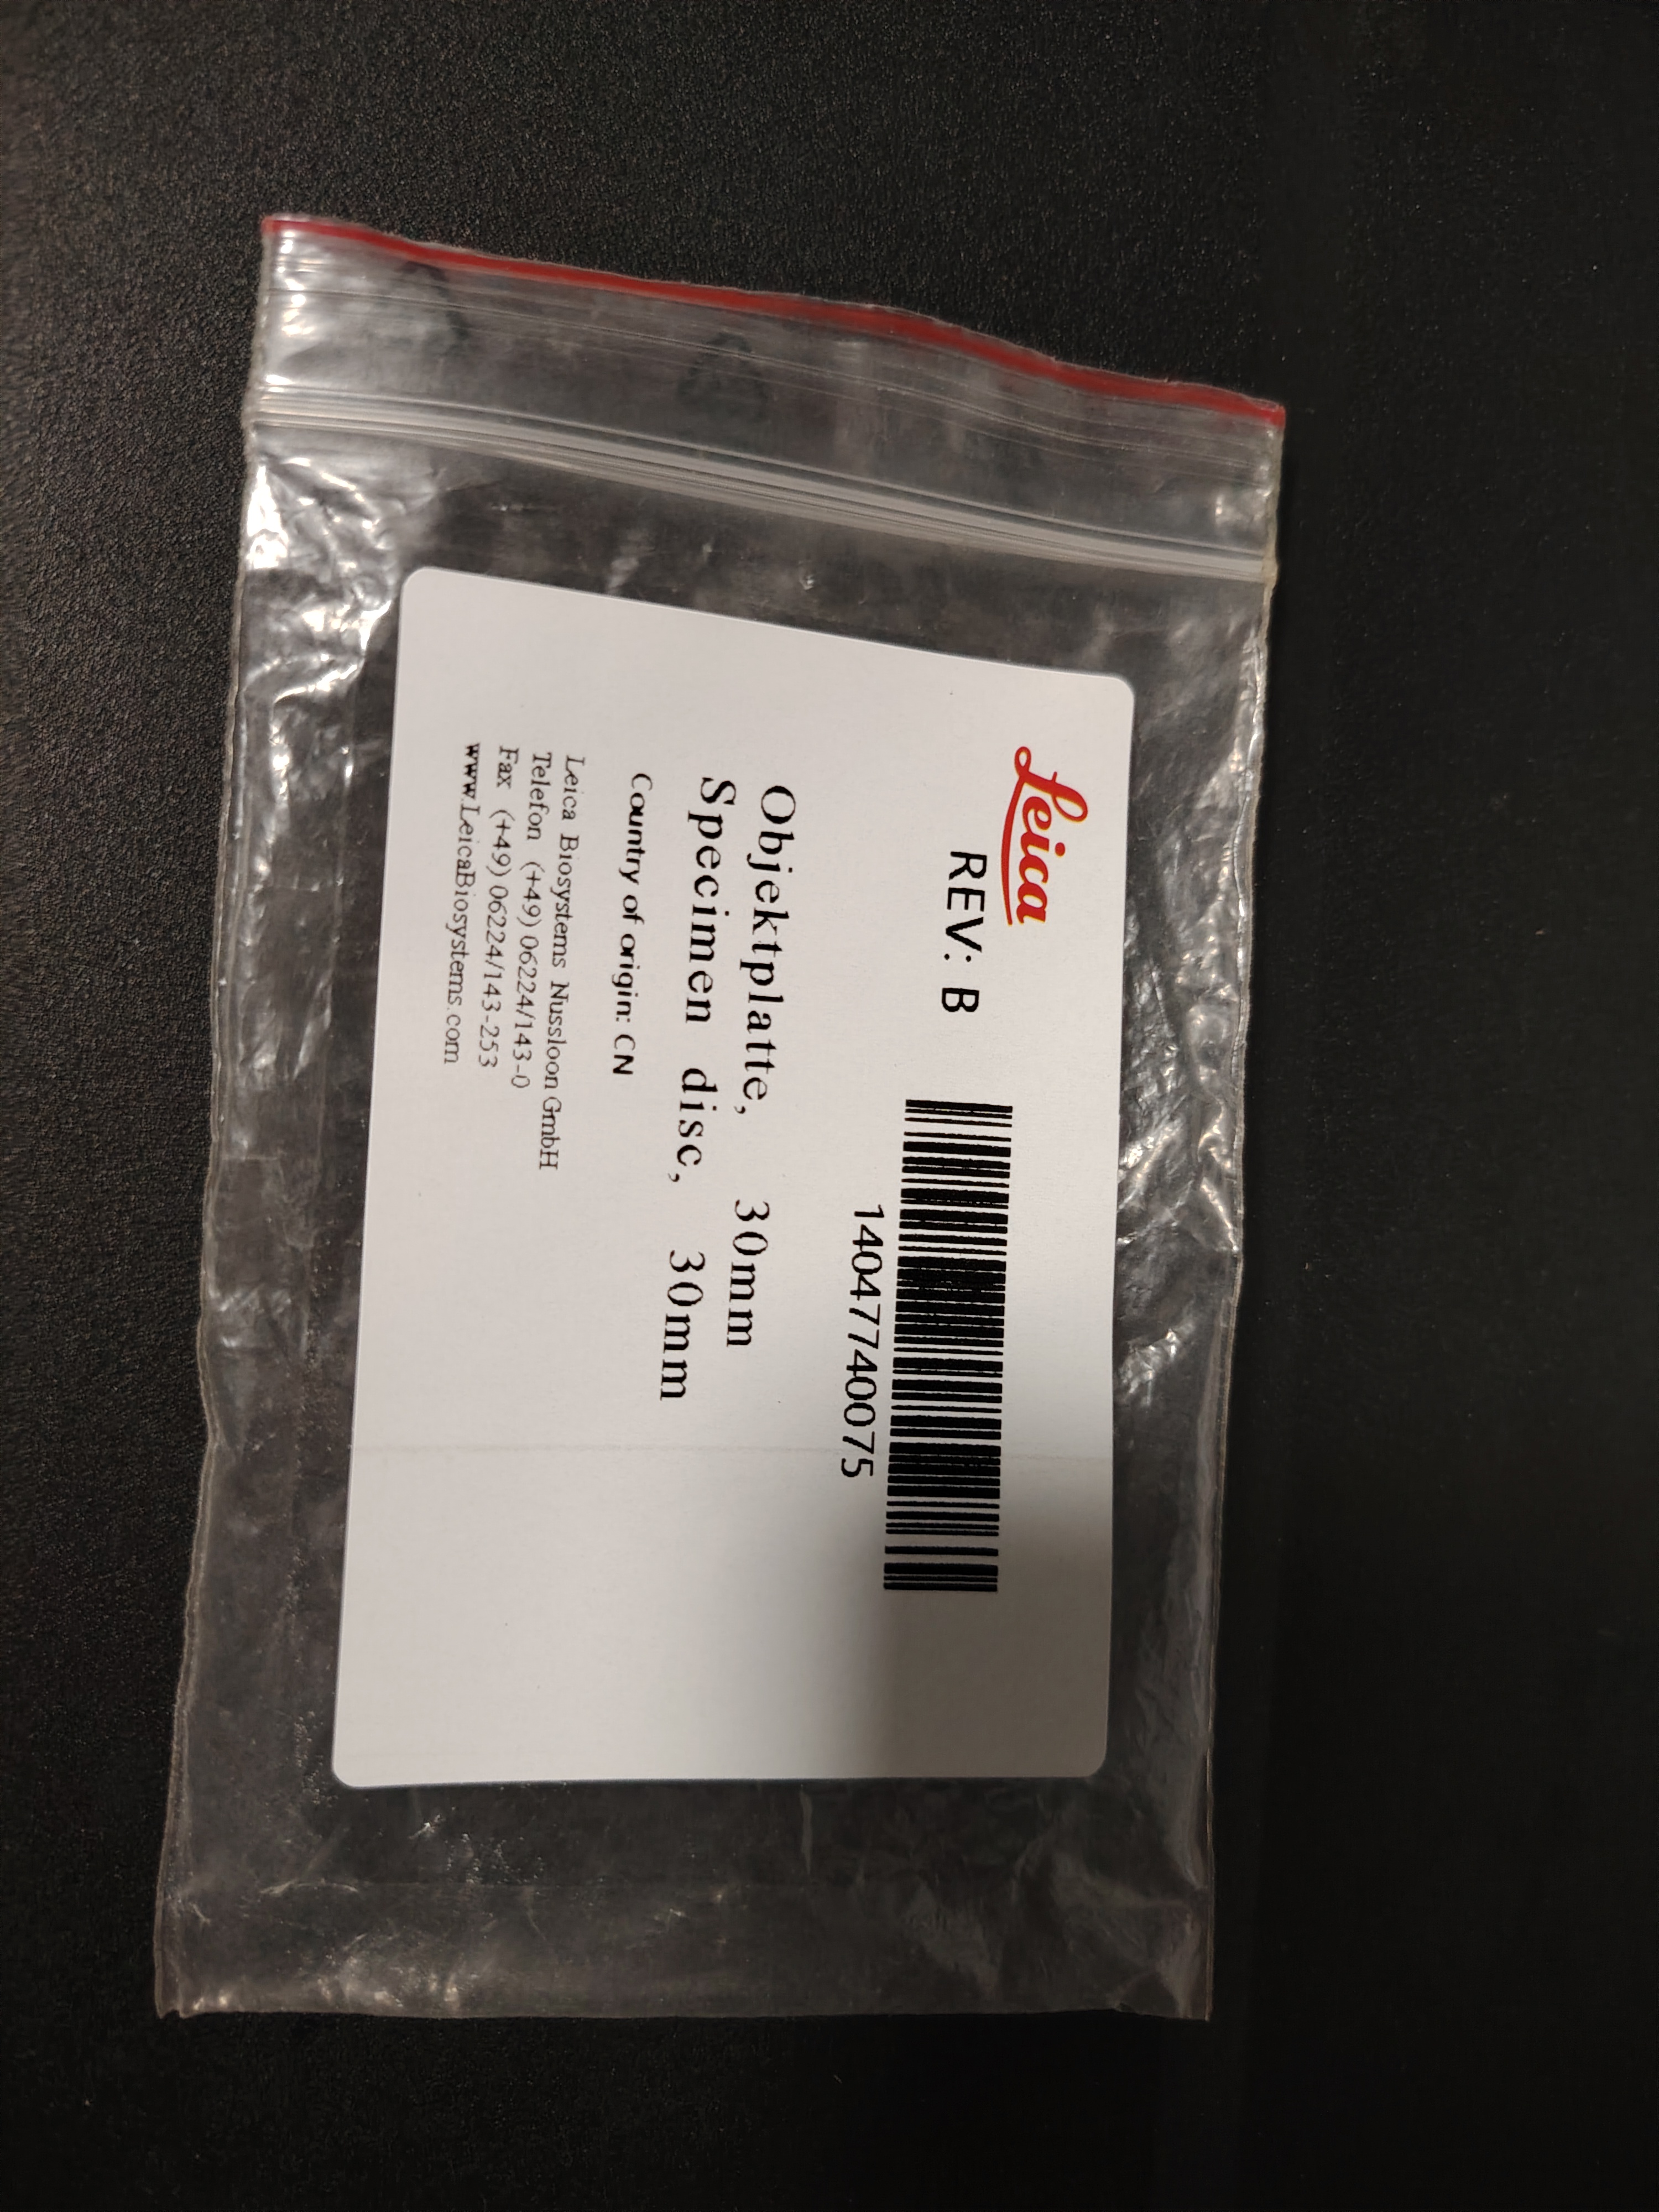 Leica
REV: B
14047740075
Objektplatte, 30mm
Specimen disc, 30mm
Country of origin: CN
Leica Biosystems Nussloon GmbH
Telefon (+49) 06224/143-0
Fax (+49) 06224/143-253
www.LeicaBiosystems.com